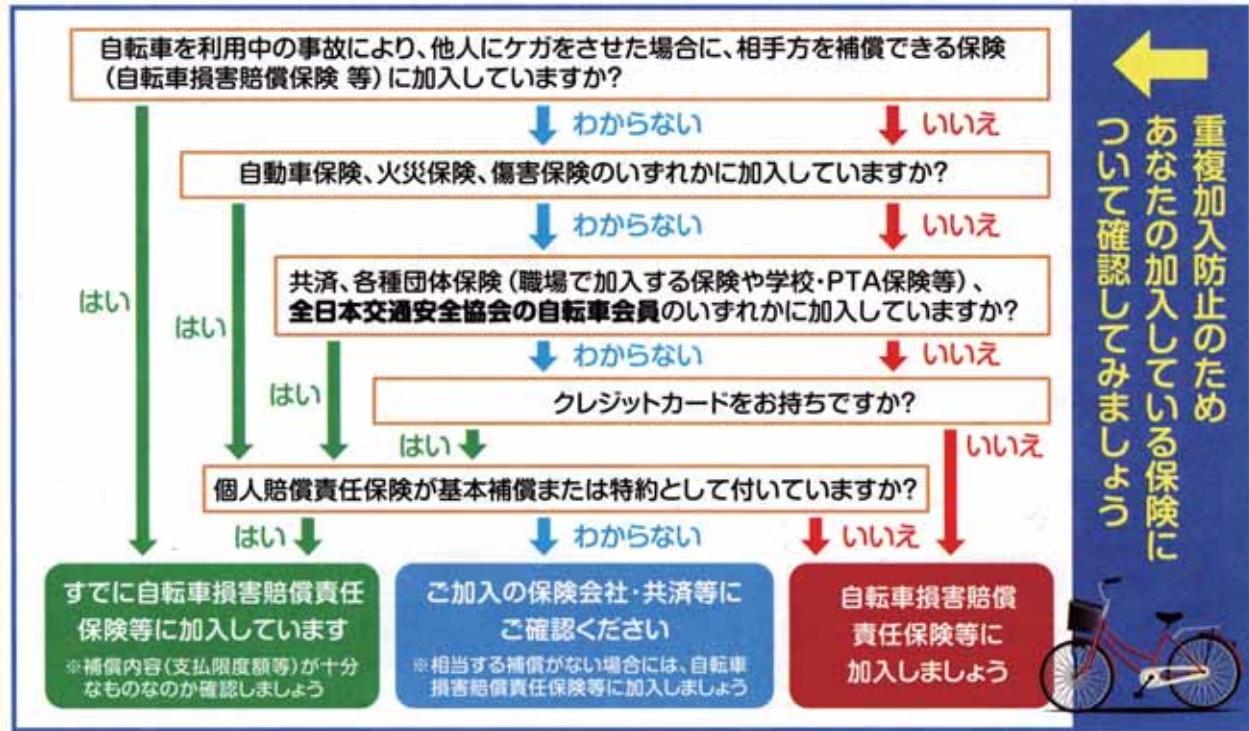 自転車を利用中の事故により、他人にケガをさせた場合に、相手方を補償できる保険
（自転車損害賠償保険 等）に加入していますか？
わからない
いいえ
自動車保険、火災保険、傷害保険のいずれかに加入していますか？
わからない
いいえ
共済、各種団体保険（職場で加入する保険や学校・PTA保険等）、
全日本交通安全協会の自転車会員のいずれかに加入していますか？
はい
はい
わからない
いいえ
はい
クレジットカードをお持ちですか？
はい
いいえ
個人賠償責任保険が基本補償または特約として付いていますか？
はい
わからない
いいえ
すでに自転車損害賠償責任
保険等に加入しています
※補償内容（支払限度額等）が十分
なものなのか確認しましょう
ご加入の保険会社・共済等に
ご確認ください
※相当する補償がない場合には、自転車
損害賠償責任保険等に加入しましょう
自転車損害賠償
責任保険等に
加入しましょう
重複加入防止のため
あなたの加入している保険に
ついて確認してみましょう